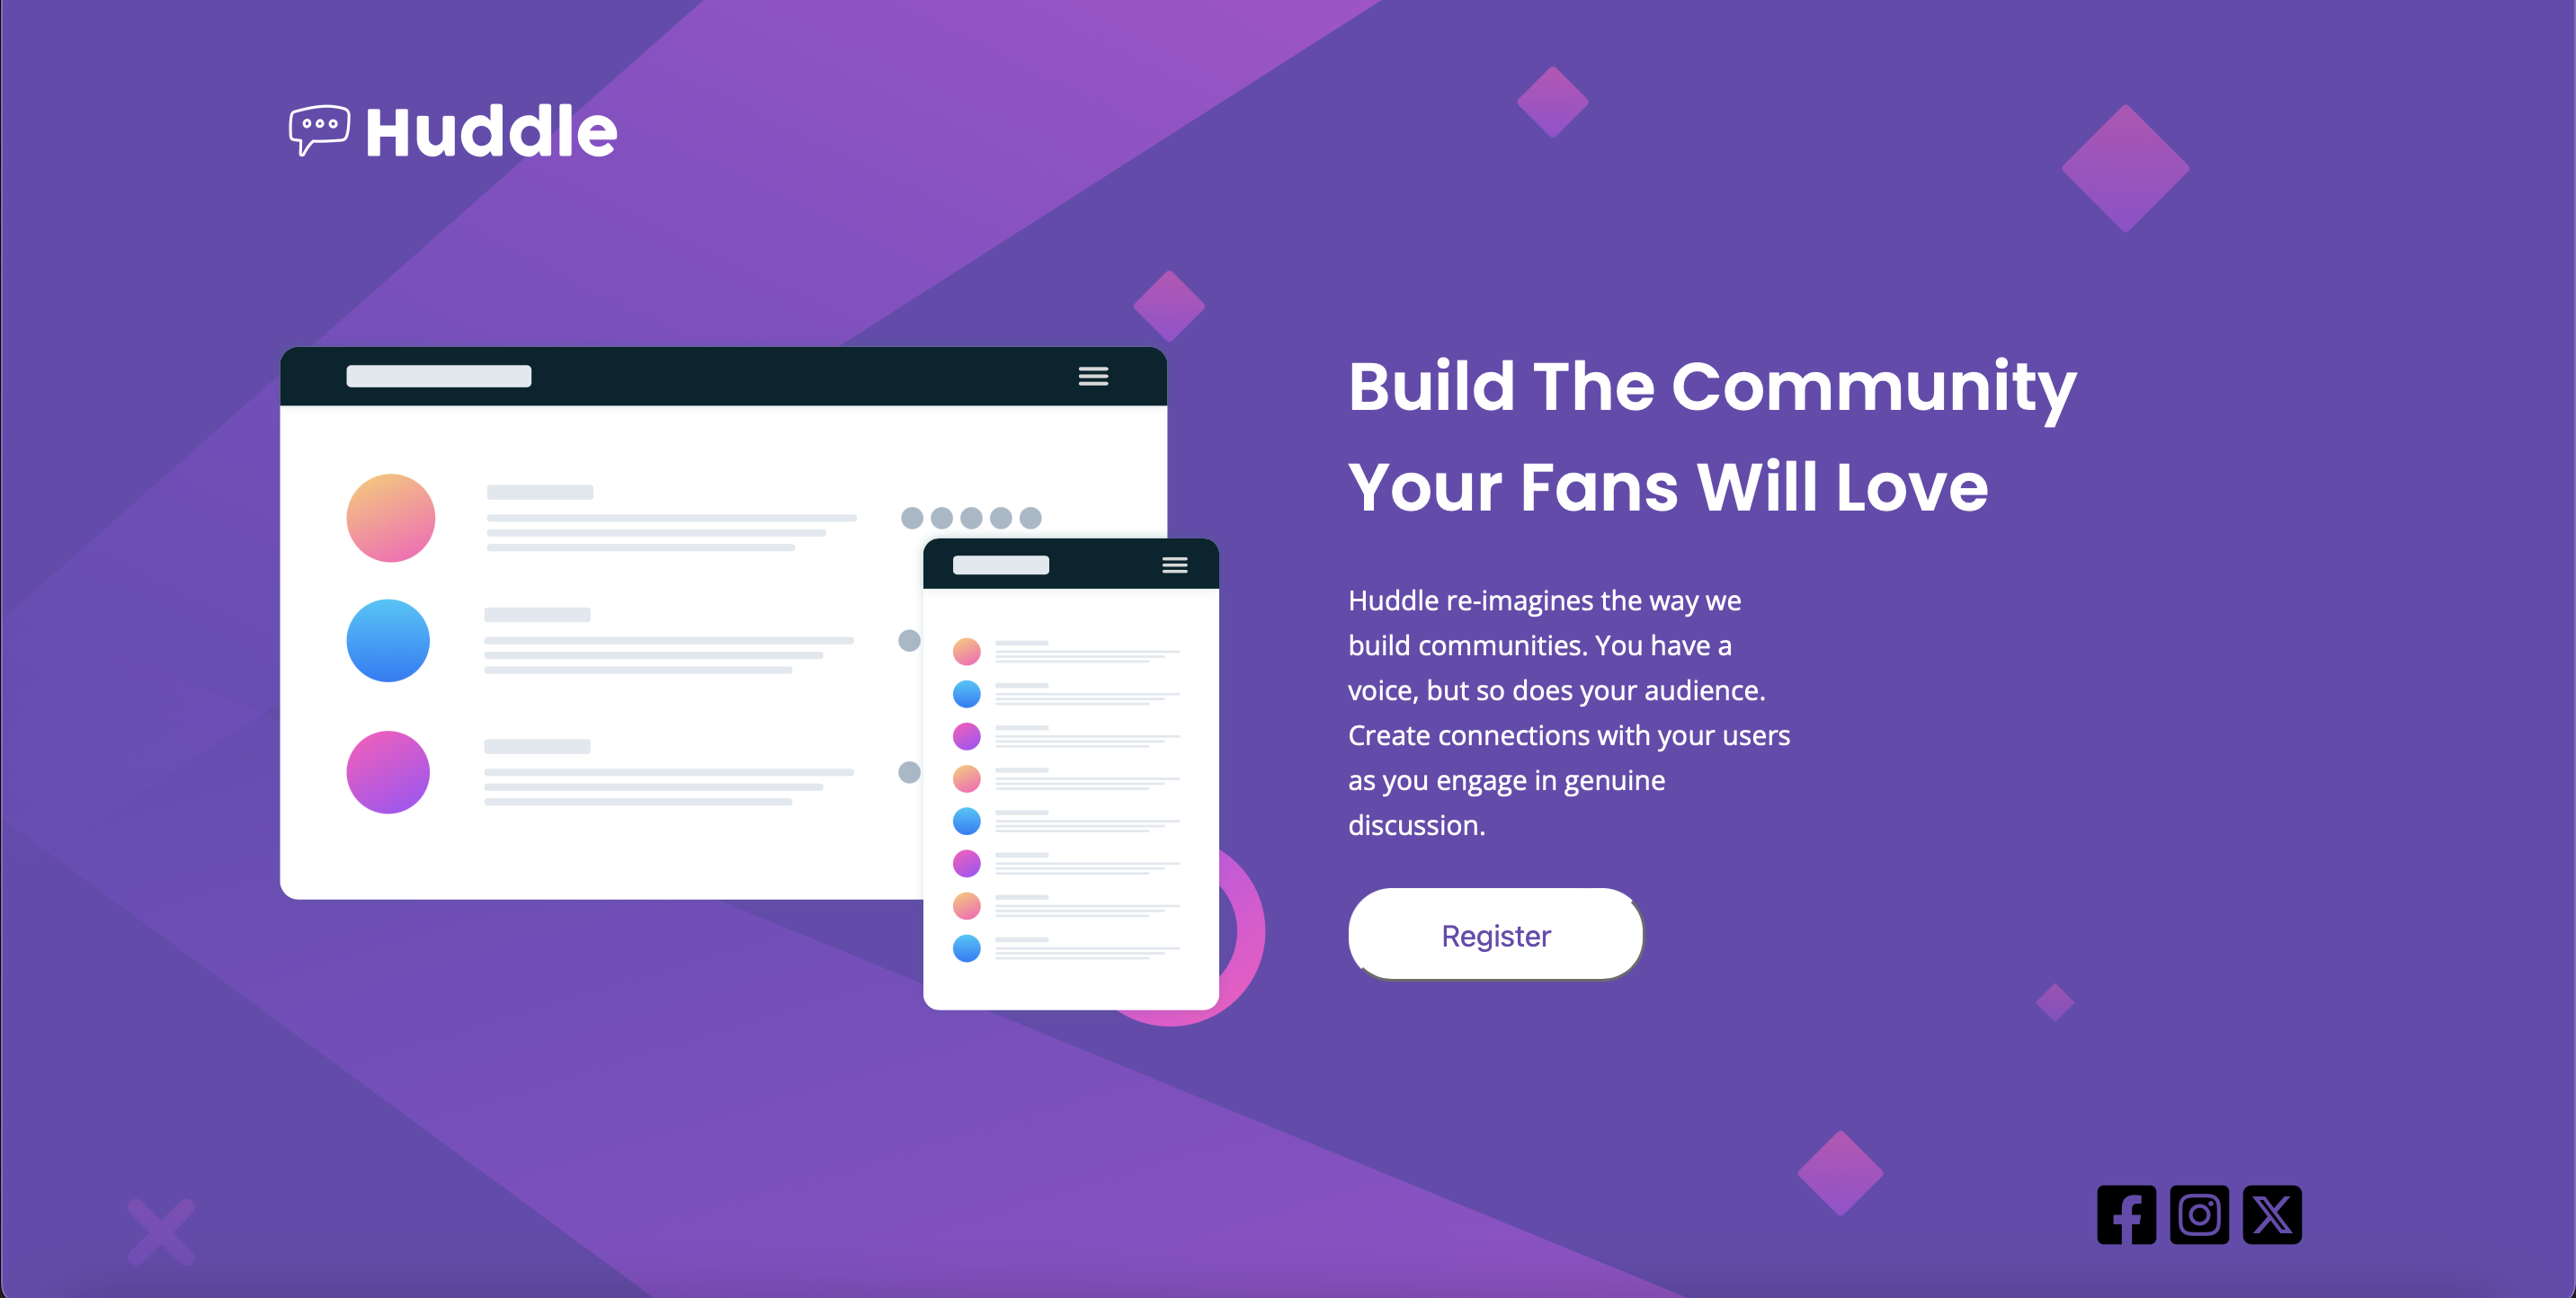 Huddle
Build The Community
Your Fans Will Love
Huddle re-imagines the way we
build communities. You have a
voice, but so does your audience.
Create connections with your users
as you engage in genuine
discussion.
Register